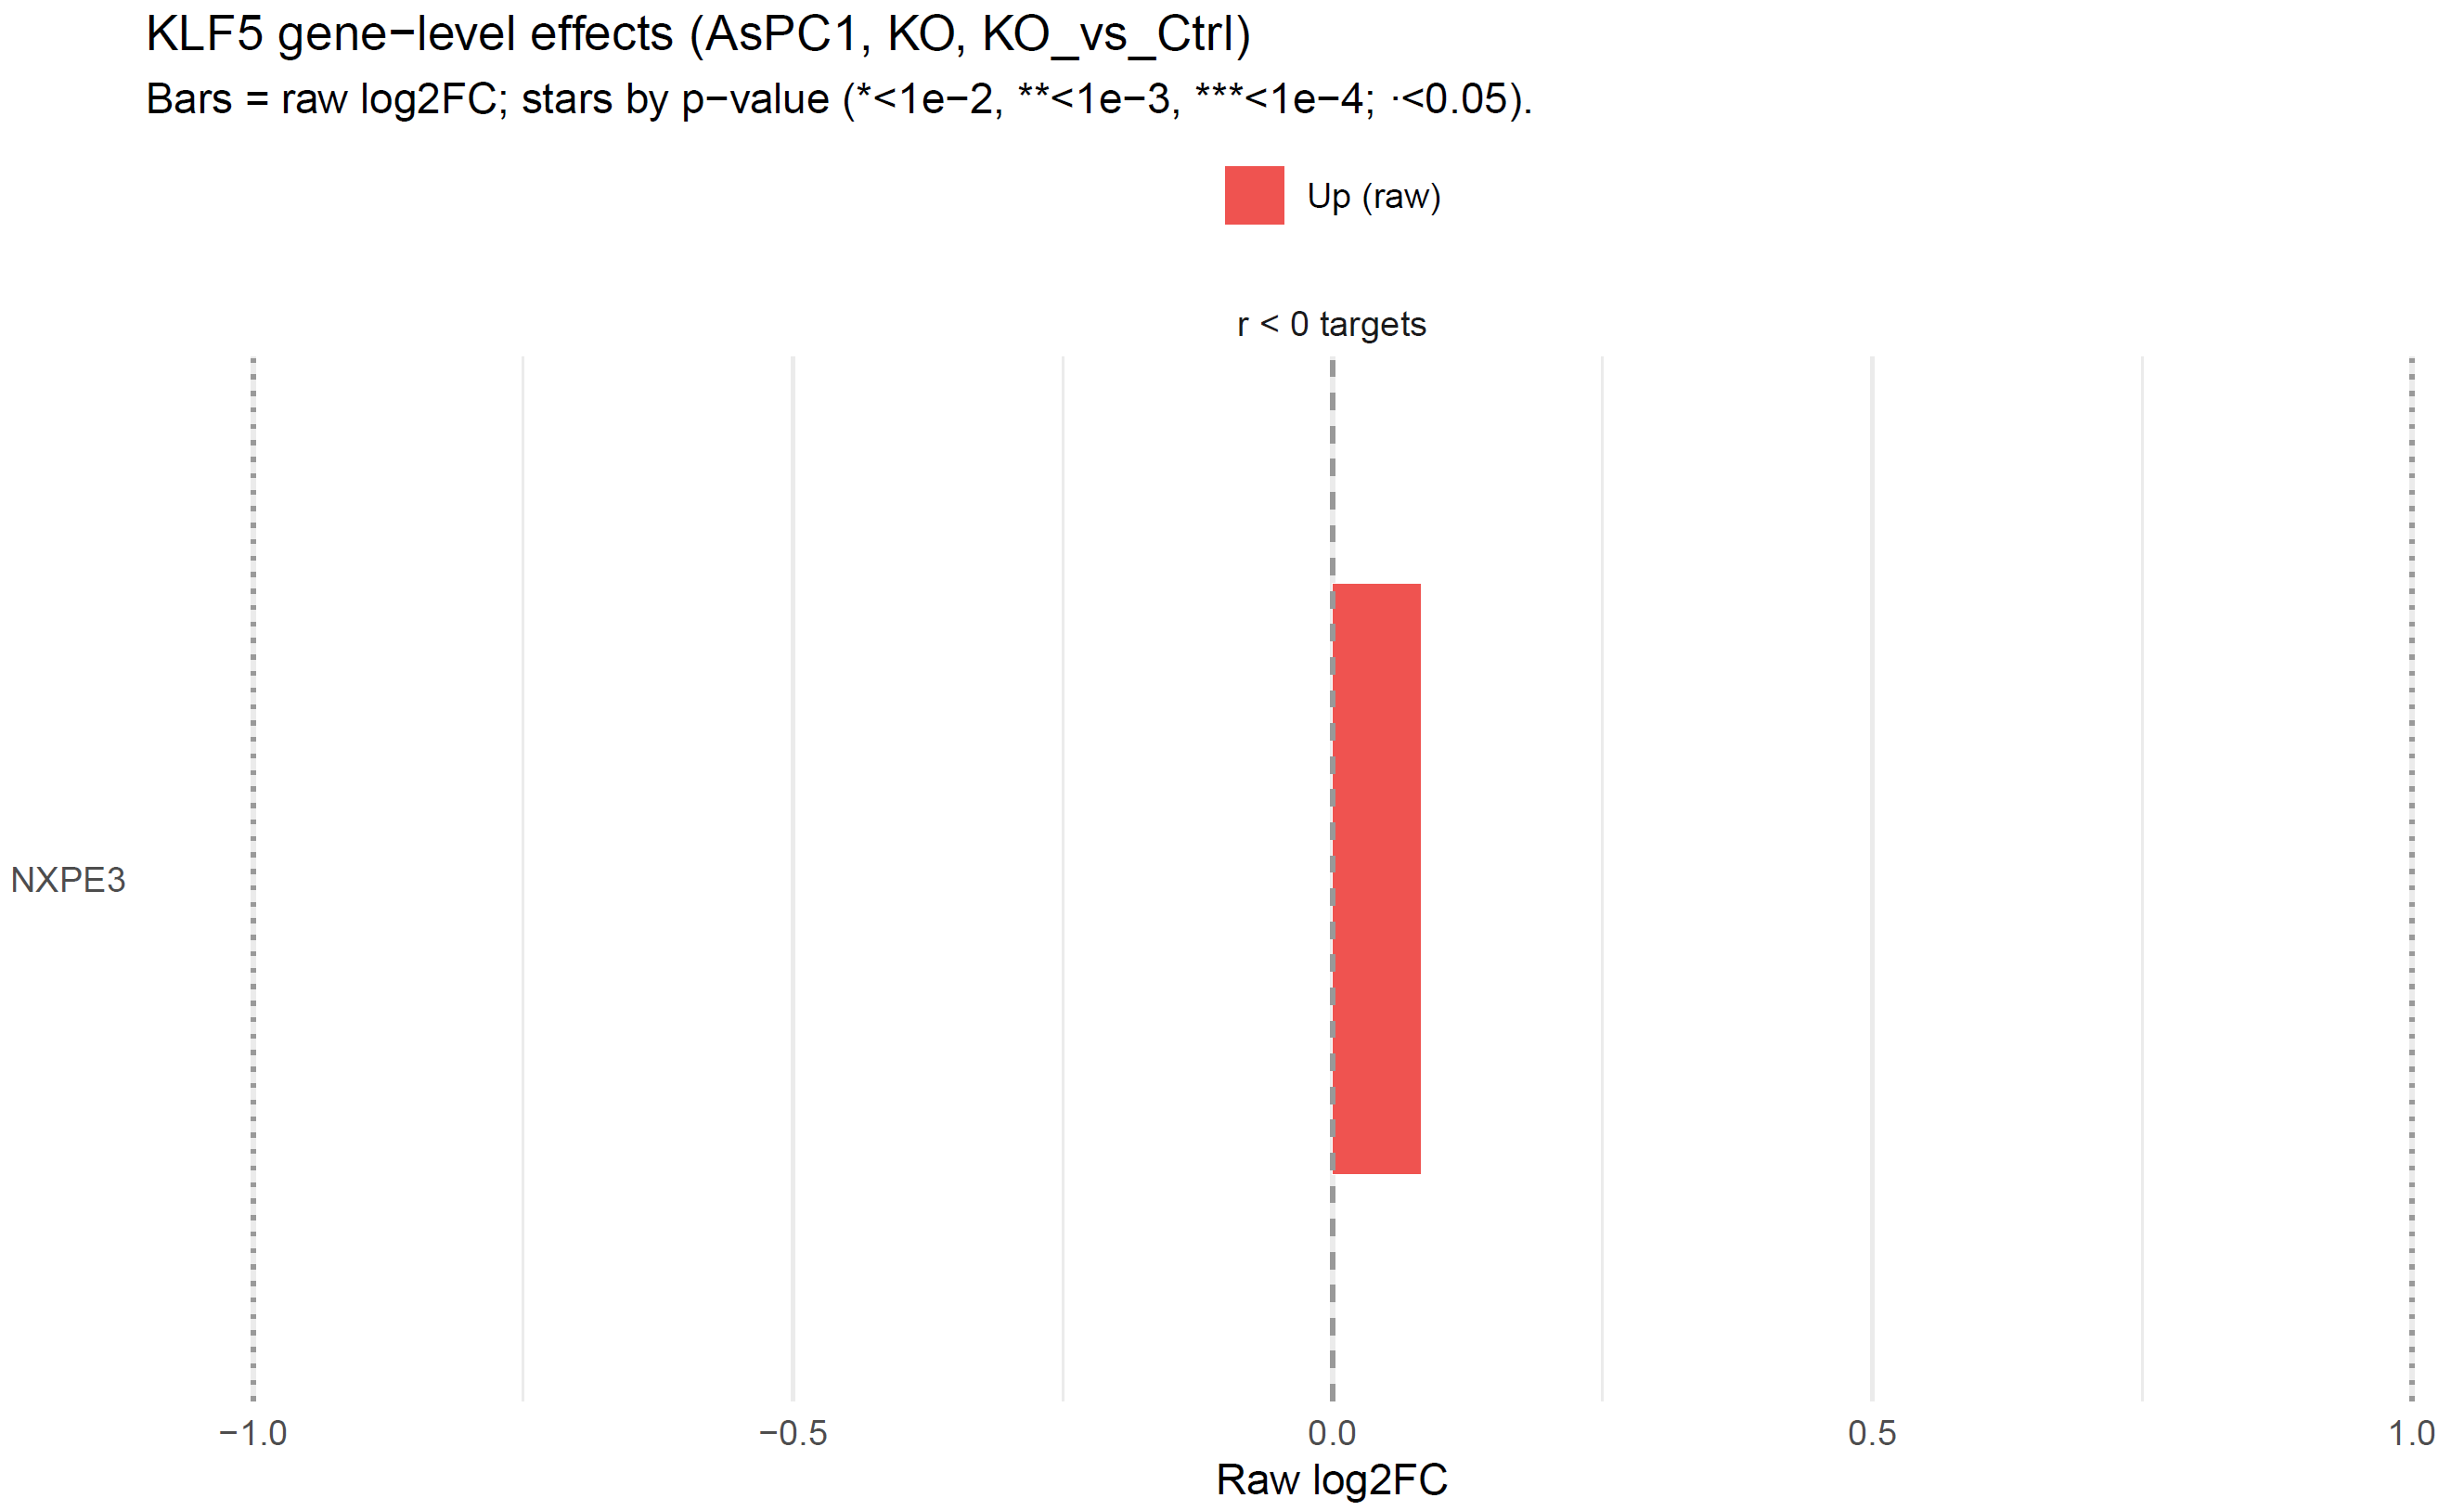 KLF5 gene−level effects (AsPC1, KO, KO_vs_Ctrl)
Bars = raw log2FC; stars by p−value (*<1e−2, **<1e−3, ***<1e−4; ·<0.05).
Up (raw)
r < 0 targets
NXPE3
−1.0 −0.5 0.0 0.5 1.0
Raw log2FC